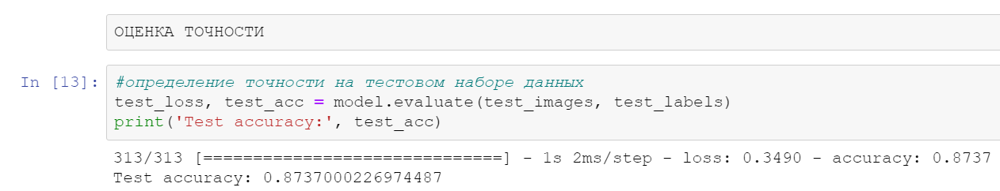 ОЦЕНКА ТОЧНОСТИ
In [13]: #определение точности на тестовом наборе данных
test_loss, test_acc = model.evaluate(test_images, test_labels)
print('Test accuracy:', test_acc)
313/313 [==============================] - 1s 2ms/step - loss: 0.3490 - accuracy: 0.8737
Test accuracy: 0.8737000226974487